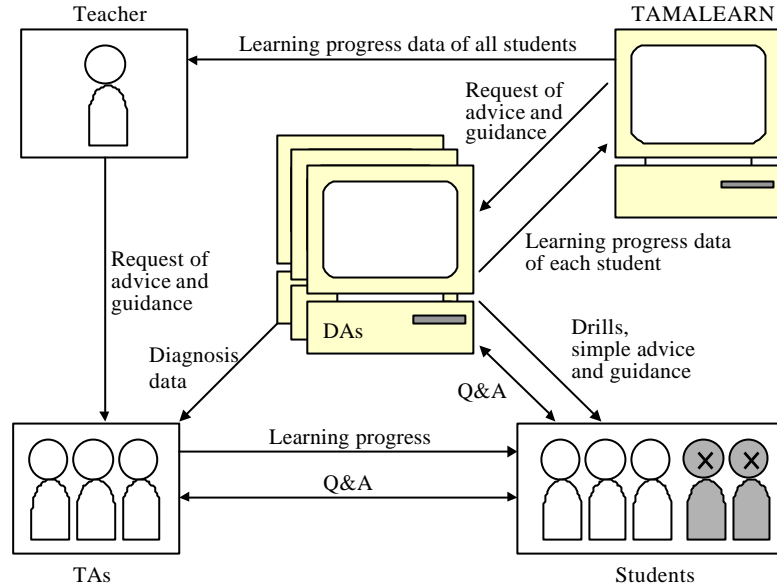 Teacher
TAMALEARN
Learning progress data of all students
Request of
advice and
guidance
Learning progress data
of each student
Request of
advice and
guidance
DAs
Diagnosis
data
Drills,
simple advice
and guidance
Q&A
Learning progress
Q&A
TAs
Students